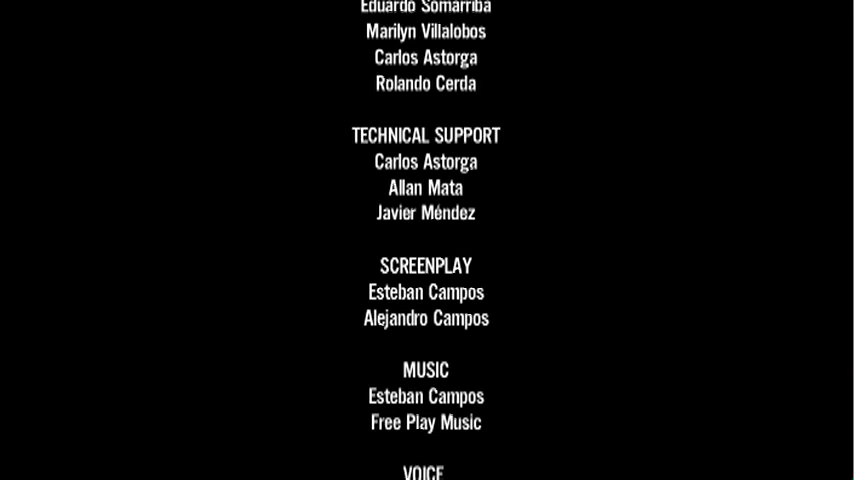 Eduardo Somarriba
Marilyn Villalobos
Carlos Astorga
Rolando Cerda
TECHNICAL SUPPORT
Carlos Astorga
Allan Mata
Javier Méndez
SCREENPLAY
Esteban Campos
Alejandro Campos
MUSIC
Esteban Campos
Free Play Music
VOICE